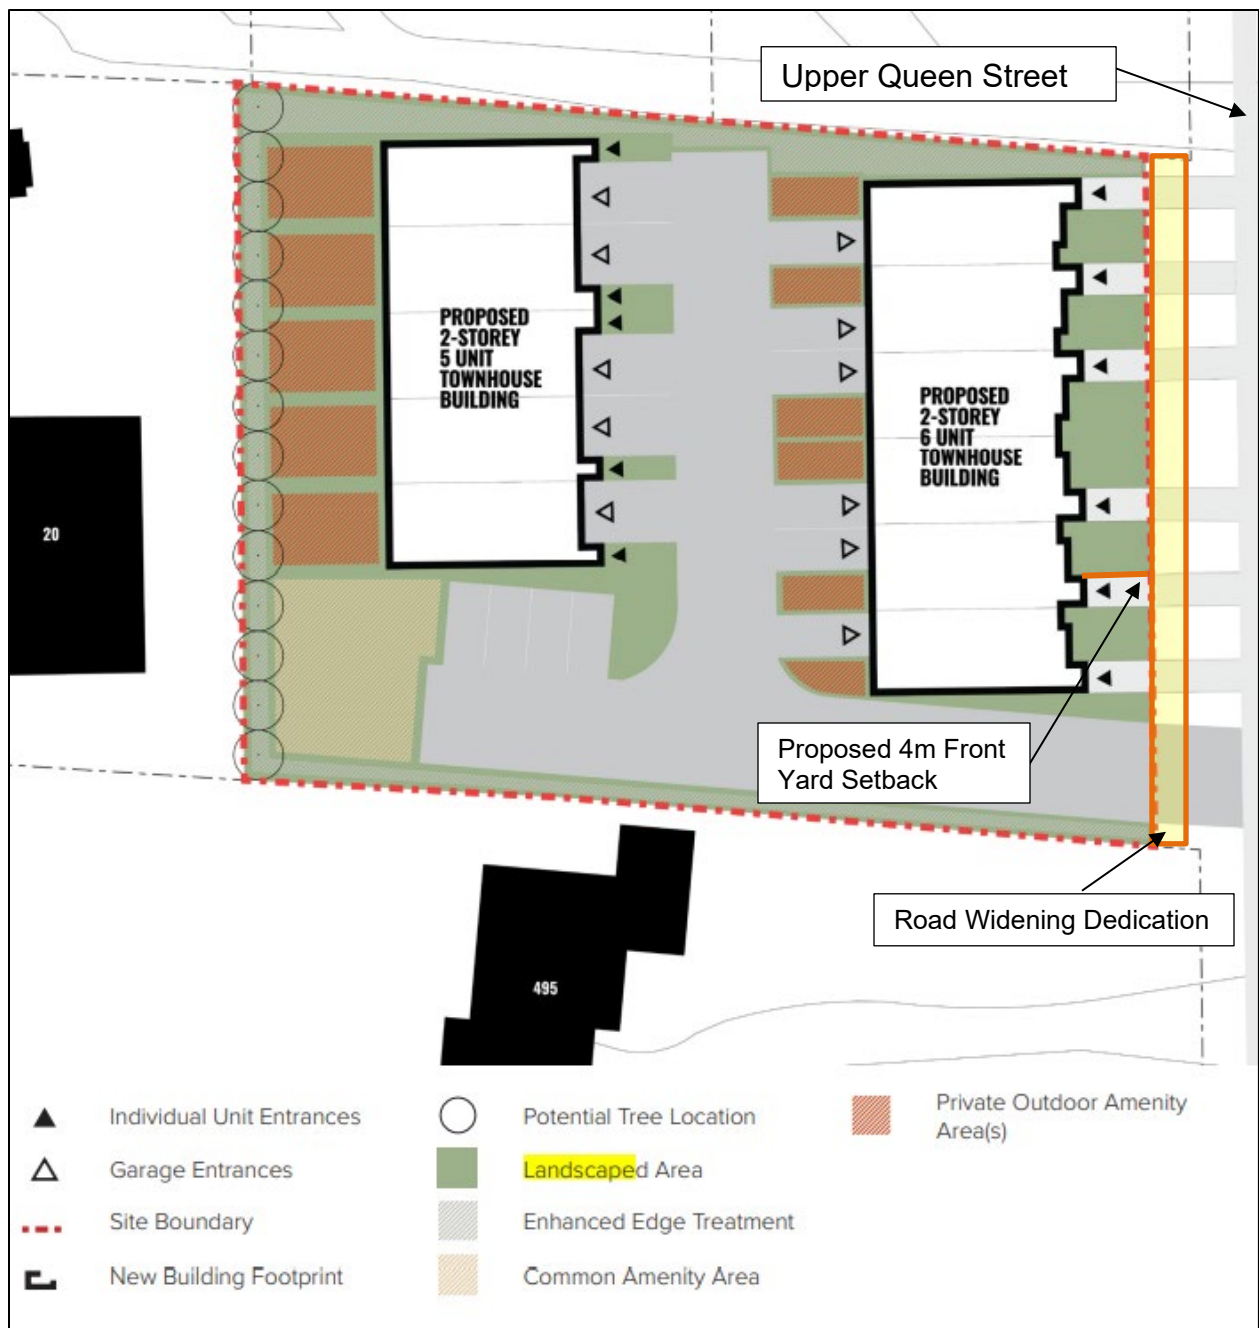 Upper Queen Street
PROPOSED
2-STOREY
5 UNIT
TOWNHOUSE
BUILDING
PROPOSED
2-STOREY
6 UNIT
TOWNHOUSE
BUILDING
20
Proposed 4m Front
Yard Setback
Road Widening Dedication
495
Individual Unit Entrances
Garage Entrances
Site Boundary
New Building Footprint
Potential Tree Location
Landscaped Area
Enhanced Edge Treatment
Common Amenity Area
Private Outdoor Amenity
Area(s)